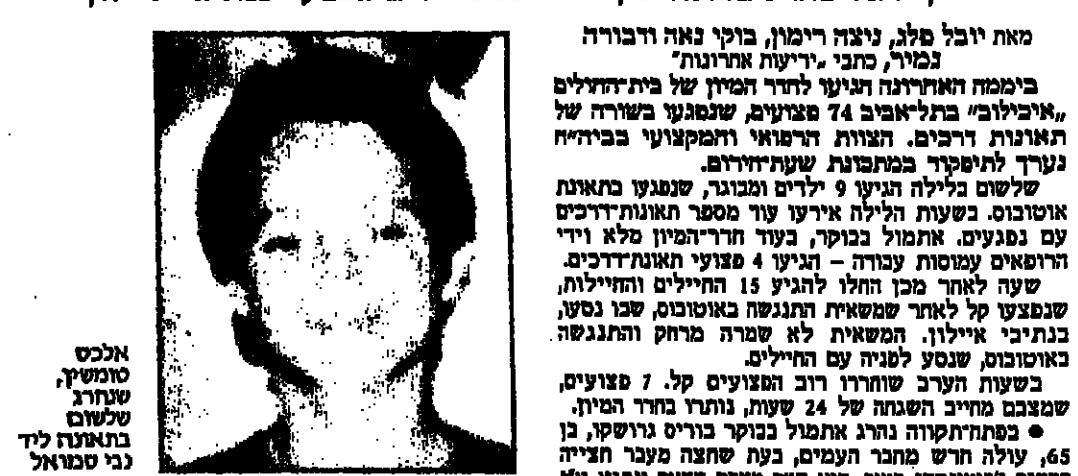 מאת יובל פלג, ניצה רימון, בוקי נאה ודבורה
נמיר, כתבי „ידיעות אחרונות"
ביממה האחרונה הגיעו לחדר המיון של בית־החולים
„איכילוב" בתל־אביב 74 פצועים, שנפגעו בשורה של
תאונות דרכים. הצוות הרפואי והמקצועי בביה״ח
נערך לתיפקוד במתכונת שעת־חירום.
שלשום בלילה הגיעו 9 ילדים ומבוגר, שנפגעו בתאונת
אוטובוס. בשעות הלילה אירעו עוד מספר תאונות־דרכים
עם נפגעים. אתמול בבוקר, בעוד חדר־המיון מלא וידי
הרופאים עמוסות עבודה – הגיעו 4 פצועי תאונת־דרכים.
שעה לאחר מכן החלו להגיע 15 החיילים והחיילות,
שנפצעו קל לאחר שמשאית התנגשה באוטובוס, שבו נסעו,
בנתיבי איילון. המשאית לא שמרה מרחק והתנגשה
באוטובוס, שנסע לפניה עם החיילים.
בשעות הערב שוחררו רוב הפצועים קל. 7 פצועים,
שמצבם מחייב השגחה של 24 שעות, נותרו בחדר המיון.
● בפתח־תקווה נהרג אתמול בבוקר בוריס גרושקו, בן
65, עולה חדש מחבר העמים, בעת שחצה מעבר חצייה
אלכס
טומשין,
שנהרג
שלשום
בתאונה ליד
נבי סמואל